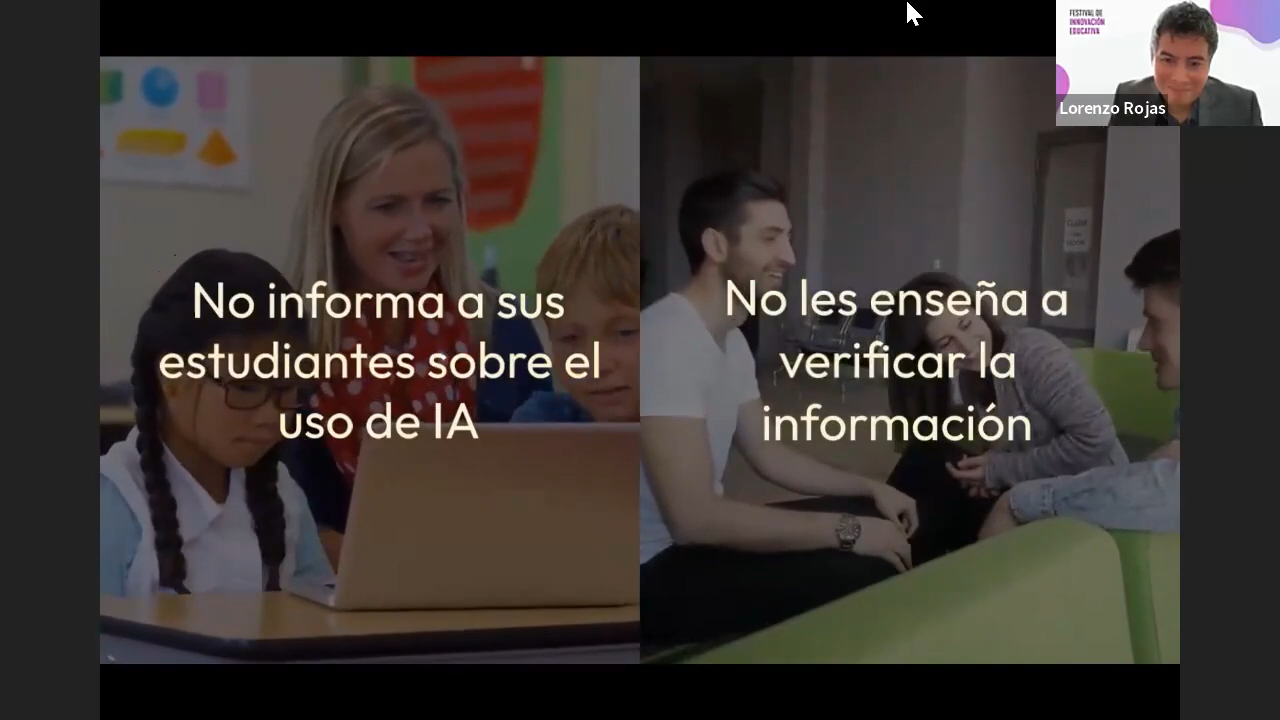 FESTIVAL DE
INNOVACIÓN
EDUCATIVA
Lorenzo Rojas
No informa a sus
estudiantes sobre el
uso de IA
No les enseña a
verificar la
información